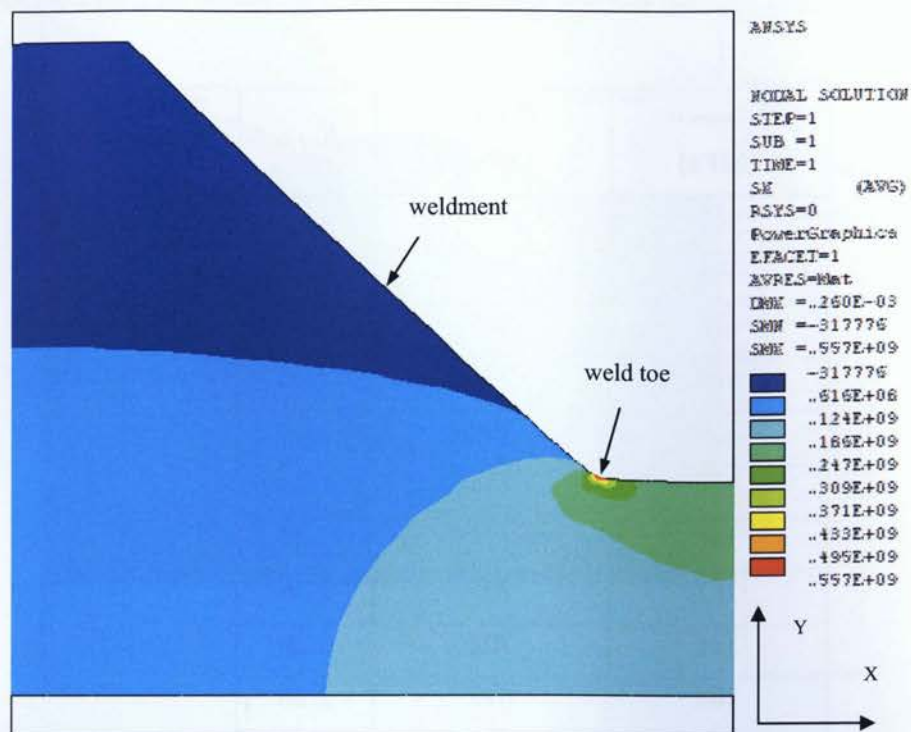 ANSYS
NODAL SOLUTION
STEP=1
SUB =1
TIME=1
SX (AVG)
RSYS=0
PowerGraphics
EFACET=1
AVRES=Mat
DMX =.260E-03
SMN =-317776
SMX =.557E+09
-317776
.616E+08
.124E+09
.186E+09
.247E+09
.309E+09
.371E+09
.433E+09
.495E+09
.557E+09
weldment
weld toe
Y
X